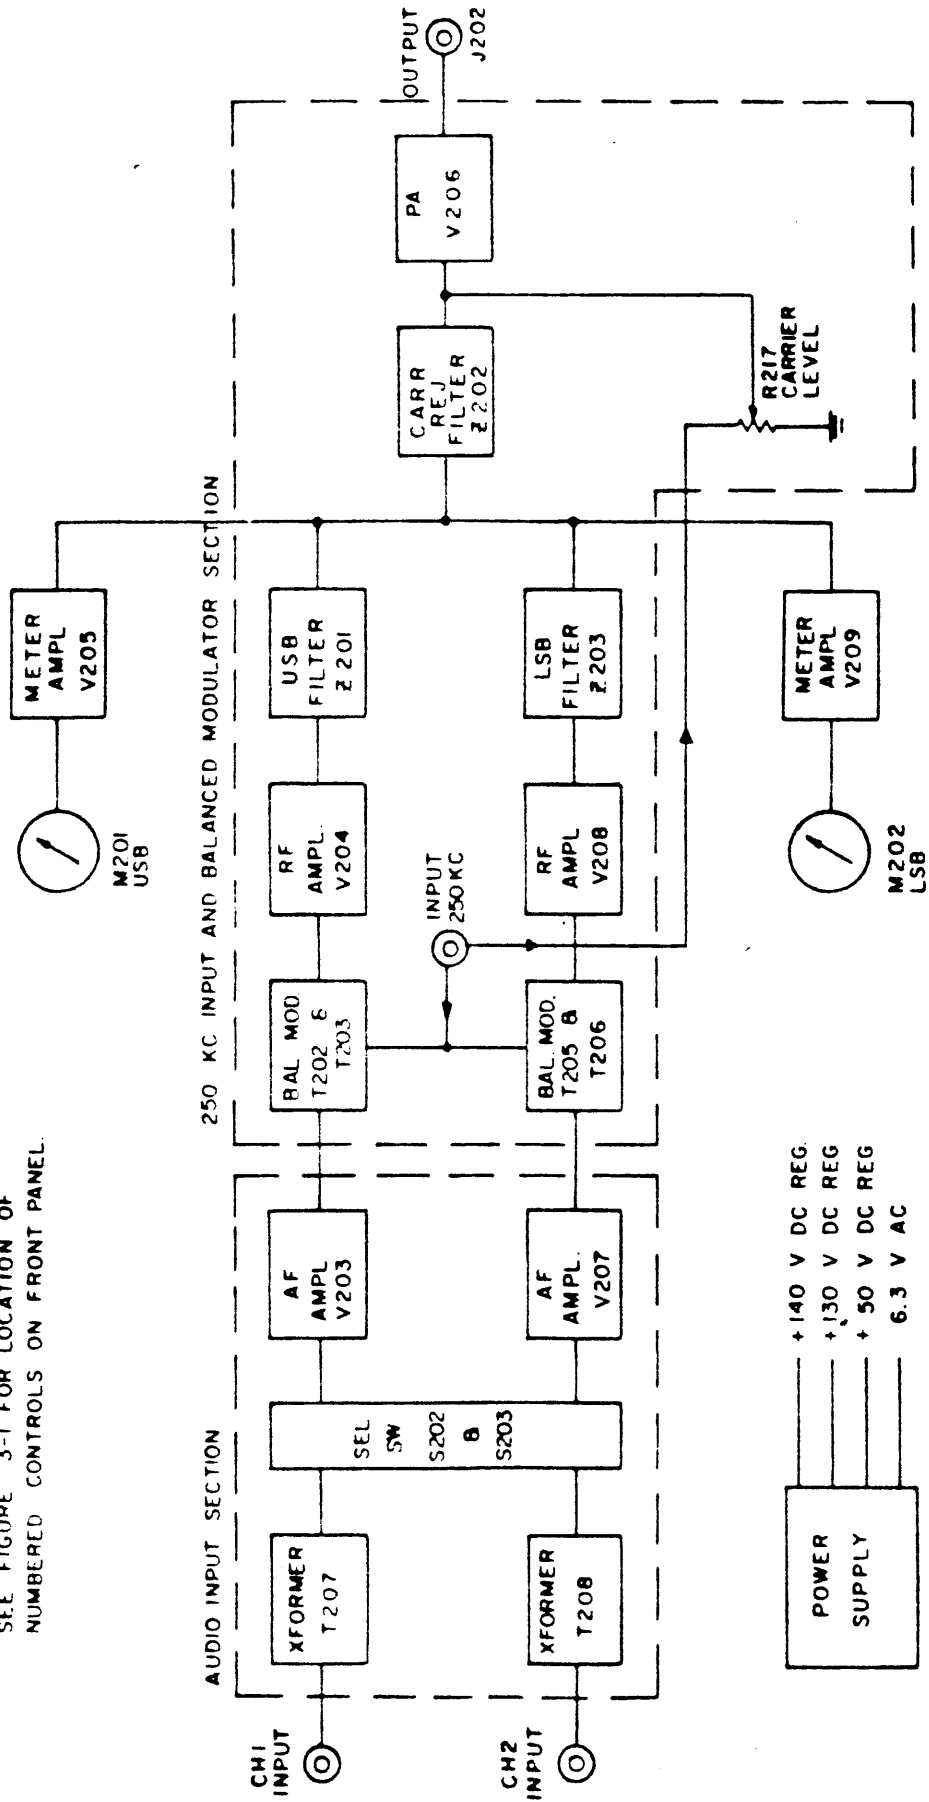 SEE FIGURE 3-1 FOR LOCATION OF
NUMBERED CONTROLS ON FRONT PANEL.
M201
USB
METER
AMPL
V205
AUDIO INPUT SECTION
250 KC INPUT AND BALANCED MODULATOR SECTION
CH1
INPUT
XFORMER
T207
SEL
SW
S202
&
S203
AF
AMPL
V203
BAL MOD.
T202 &
T203
RF
AMPL.
V204
USB
FILTER
Z201
INPUT
250 KC
CARR
REJ
FILTER
Z202
PA
V206
OUTPUT
J202
CH2
INPUT
XFORMER
T208
AF
AMPL.
V207
BAL. MOD.
T205 &
T206
RF
AMPL
V208
LSB
FILTER
Z203
R217
CARRIER
LEVEL
POWER
SUPPLY
+140 V DC REG.
+130 V DC REG
+ 50 V DC REG
6.3 V AC
M202
LSB
METER
AMPL
V209